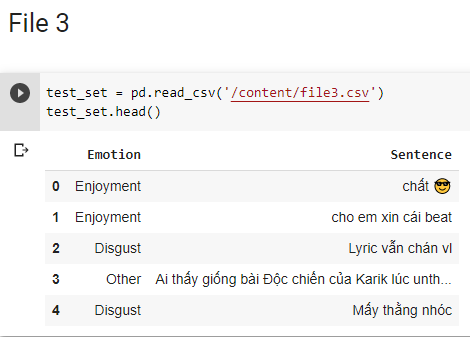 File 3
test_set = pd.read_csv('/content/file3.csv')
test_set.head()
Emotion Sentence
0 Enjoyment chất 😎
1 Enjoyment cho em xin cái beat
2 Disgust Lyric vẫn chán vl
3 Other Ai thấy giống bài Độc chiến của Karik lúc unth...
4 Disgust Mấy thằng nhóc